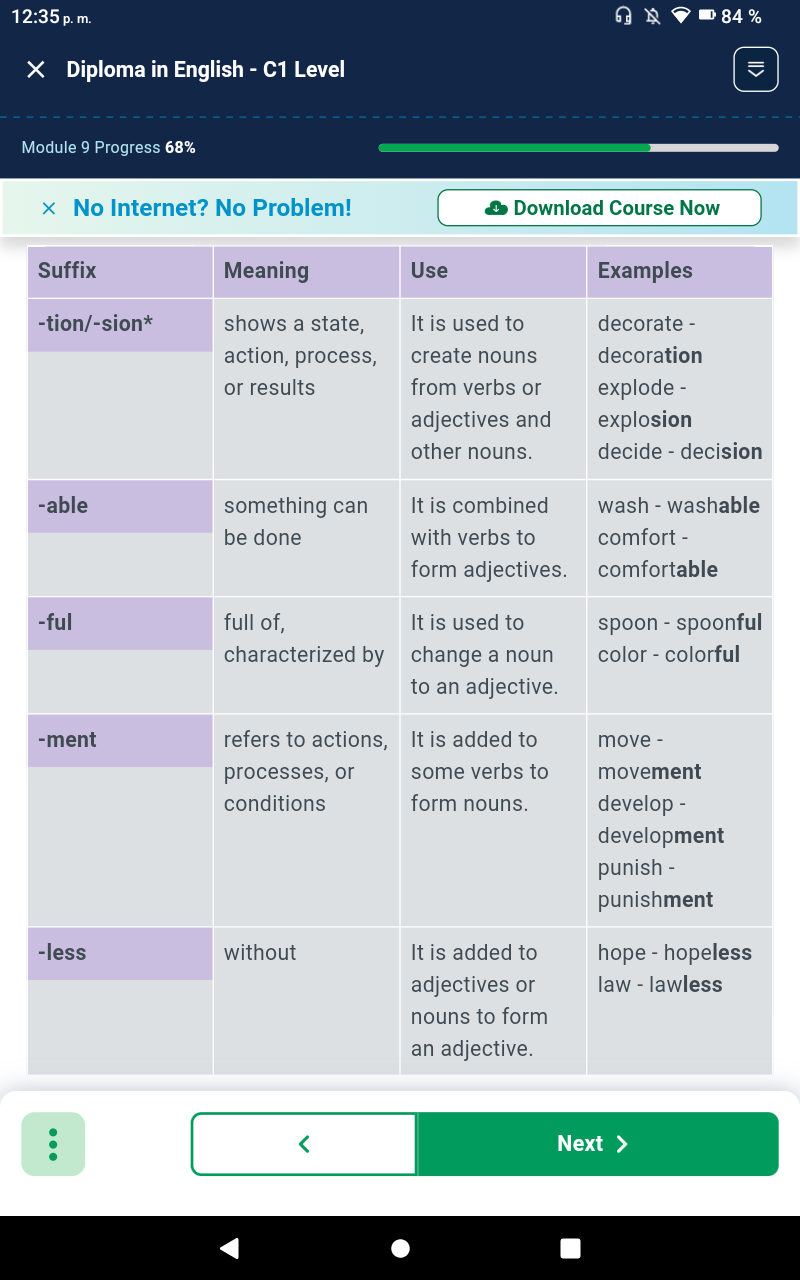 12:35 p. m.
84 %
Diploma in English - C1 Level
Module 9 Progress 68%
No Internet? No Problem!
Download Course Now
Suffix
Meaning
Use
Examples
-tion/-sion*
shows a state,
action, process,
or results
It is used to
create nouns
from verbs or
adjectives and
other nouns.
decorate -
decoration
explode -
explosion
decide - decision
-able
something can
be done
It is combined
with verbs to
form adjectives.
wash - washable
comfort -
comfortable
-ful
full of,
characterized by
It is used to
change a noun
to an adjective.
spoon - spoonful
color - colorful
-ment
refers to actions,
processes, or
conditions
It is added to
some verbs to
form nouns.
move -
movement
develop -
development
punish -
punishment
-less
without
It is added to
adjectives or
nouns to form
an adjective.
hope - hopeless
law - lawless
Next